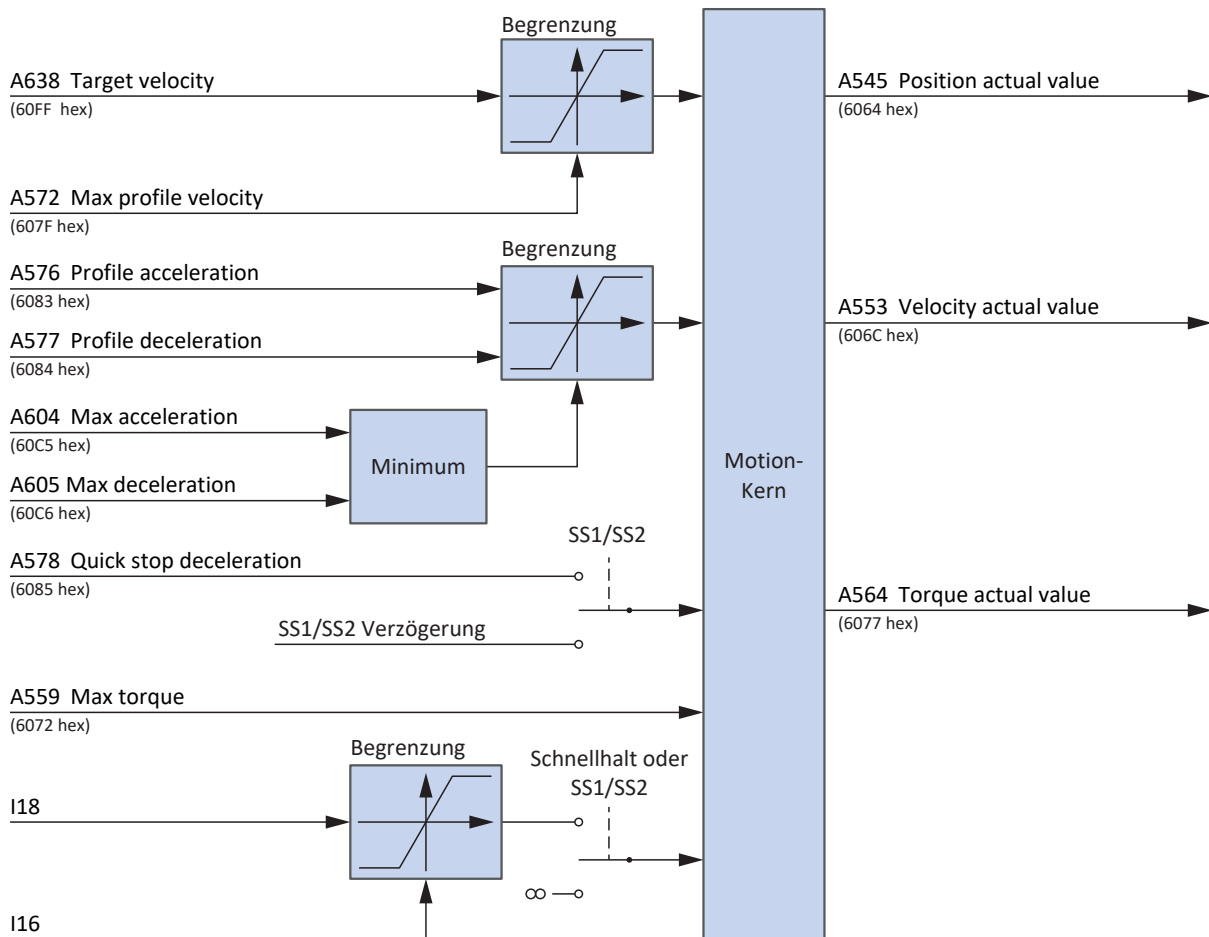 Begrenzung
A638 Target velocity
(60FF hex)
A545 Position actual value
(6064 hex)
A572 Max profile velocity
(607F hex)
Begrenzung
A576 Profile acceleration
(6083 hex)
A553 Velocity actual value
(606C hex)
A577 Profile deceleration
(6084 hex)
A604 Max acceleration
(60C5 hex)
Minimum
Motion-
Kern
A605 Max deceleration
(60C6 hex)
SS1/SS2
A578 Quick stop deceleration
(6085 hex)
A564 Torque actual value
(6077 hex)
SS1/SS2 Verzögerung
A559 Max torque
(6072 hex)
Begrenzung
Schnellhalt oder
SS1/SS2
I18
∞
I16